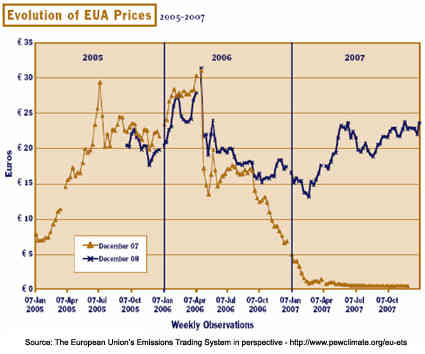 Evolution of EUA Prices 2005-2007
2005
2006
2007
€ 35
€ 30
€ 25
€ 20
€ 15
€ 10
€ 5
€ 0
Euros
December 07
December 08
07-Jan 2005
07-Apr 2005
07-Jul 2005
07-Oct 2005
07-Jan 2006
07-Apr 2006
07-Jul 2006
07-Oct 2006
07-Jan 2007
07-Apr 2007
07-Jul 2007
07-Oct 2007
Weekly Observations
Source: The European Union's Emissions Trading System in perspective - http://www.pewclimate.org/eu-ets